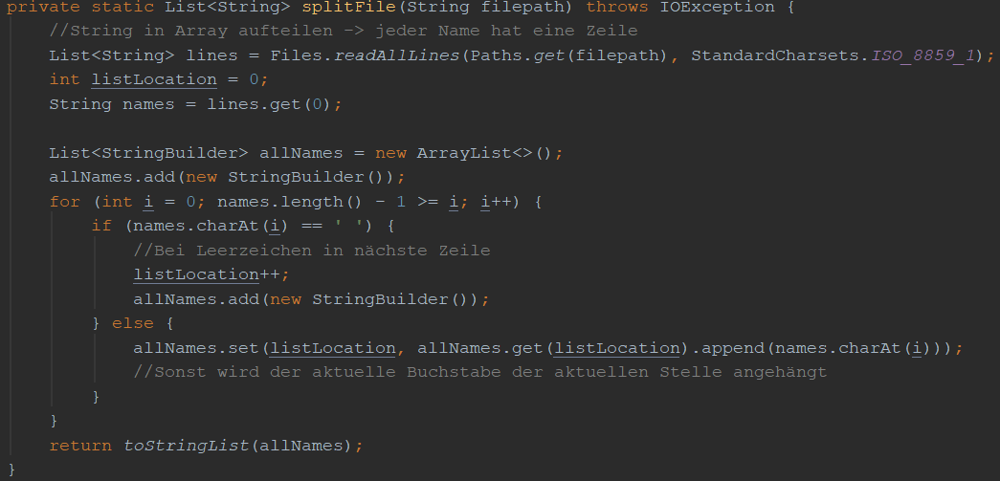 private static List<String> splitFile(String filepath) throws IOException {
    //String in Array aufteilen -> jeder Name hat eine Zeile
    List<String> lines = Files.readAllLines(Paths.get(filepath), StandardCharsets.ISO_8859_1);
    int listLocation = 0;
    String names = lines.get(0);

    List<StringBuilder> allNames = new ArrayList<>();
    allNames.add(new StringBuilder());
    for (int i = 0; names.length() - 1 >= i; i++) {
        if (names.charAt(i) == ' ') {
            //Bei Leerzeichen in nächste Zeile
            listLocation++;
            allNames.add(new StringBuilder());
        } else {
            allNames.set(listLocation, allNames.get(listLocation).append(names.charAt(i)));
            //Sonst wird der aktuelle Buchstabe der aktuellen Stelle angehängt
        }
    }
    return toStringList(allNames);
}